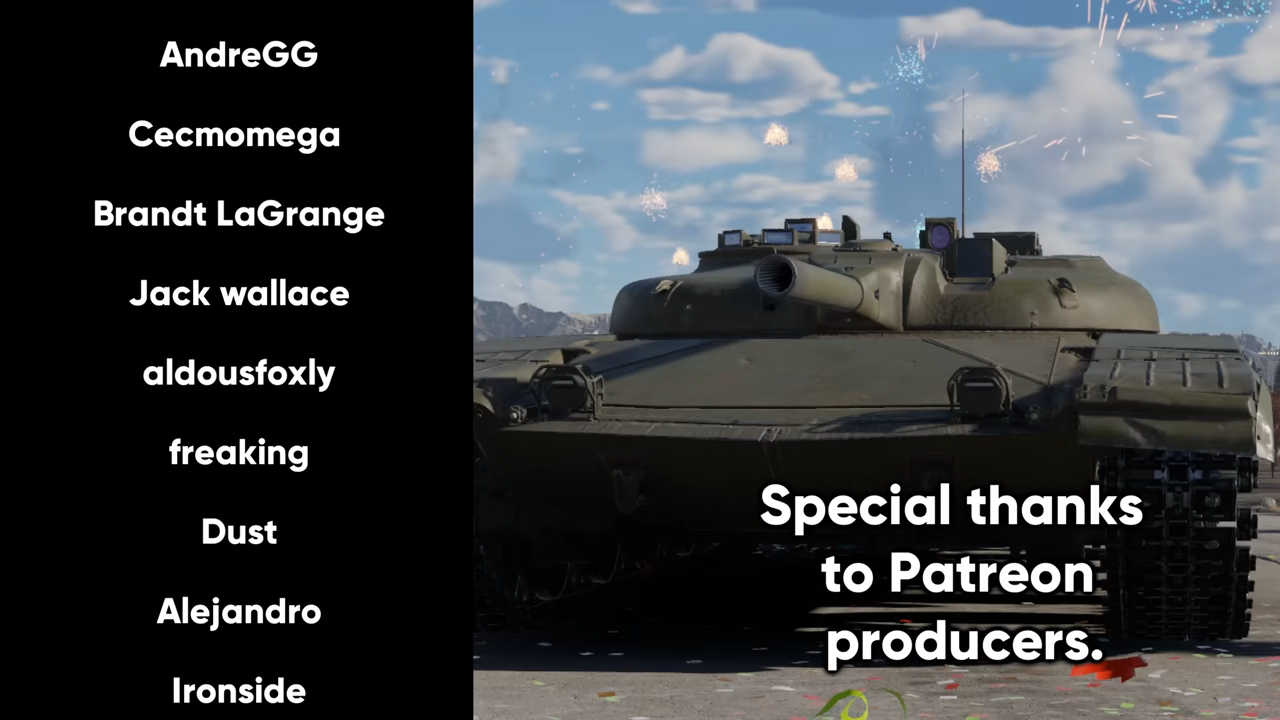 AndreGG
Cecmomega
Brandt LaGrange
Jack wallace
aldousfoxly
freaking
Dust
Alejandro
Ironside
Special thanks
to Patreon
producers.